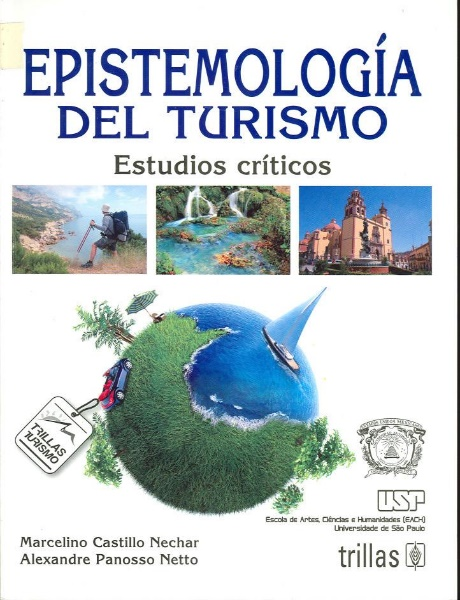 EPISTEMOLOGÍA
DEL TURISMO
Estudios críticos
TRILLAS
TURISMO
USP
Escola de Artes, Ciências e Humanidades (EACH)
Universidade de São Paulo
Marcelino Castillo Nechar
Alexandre Panosso Netto
trillas